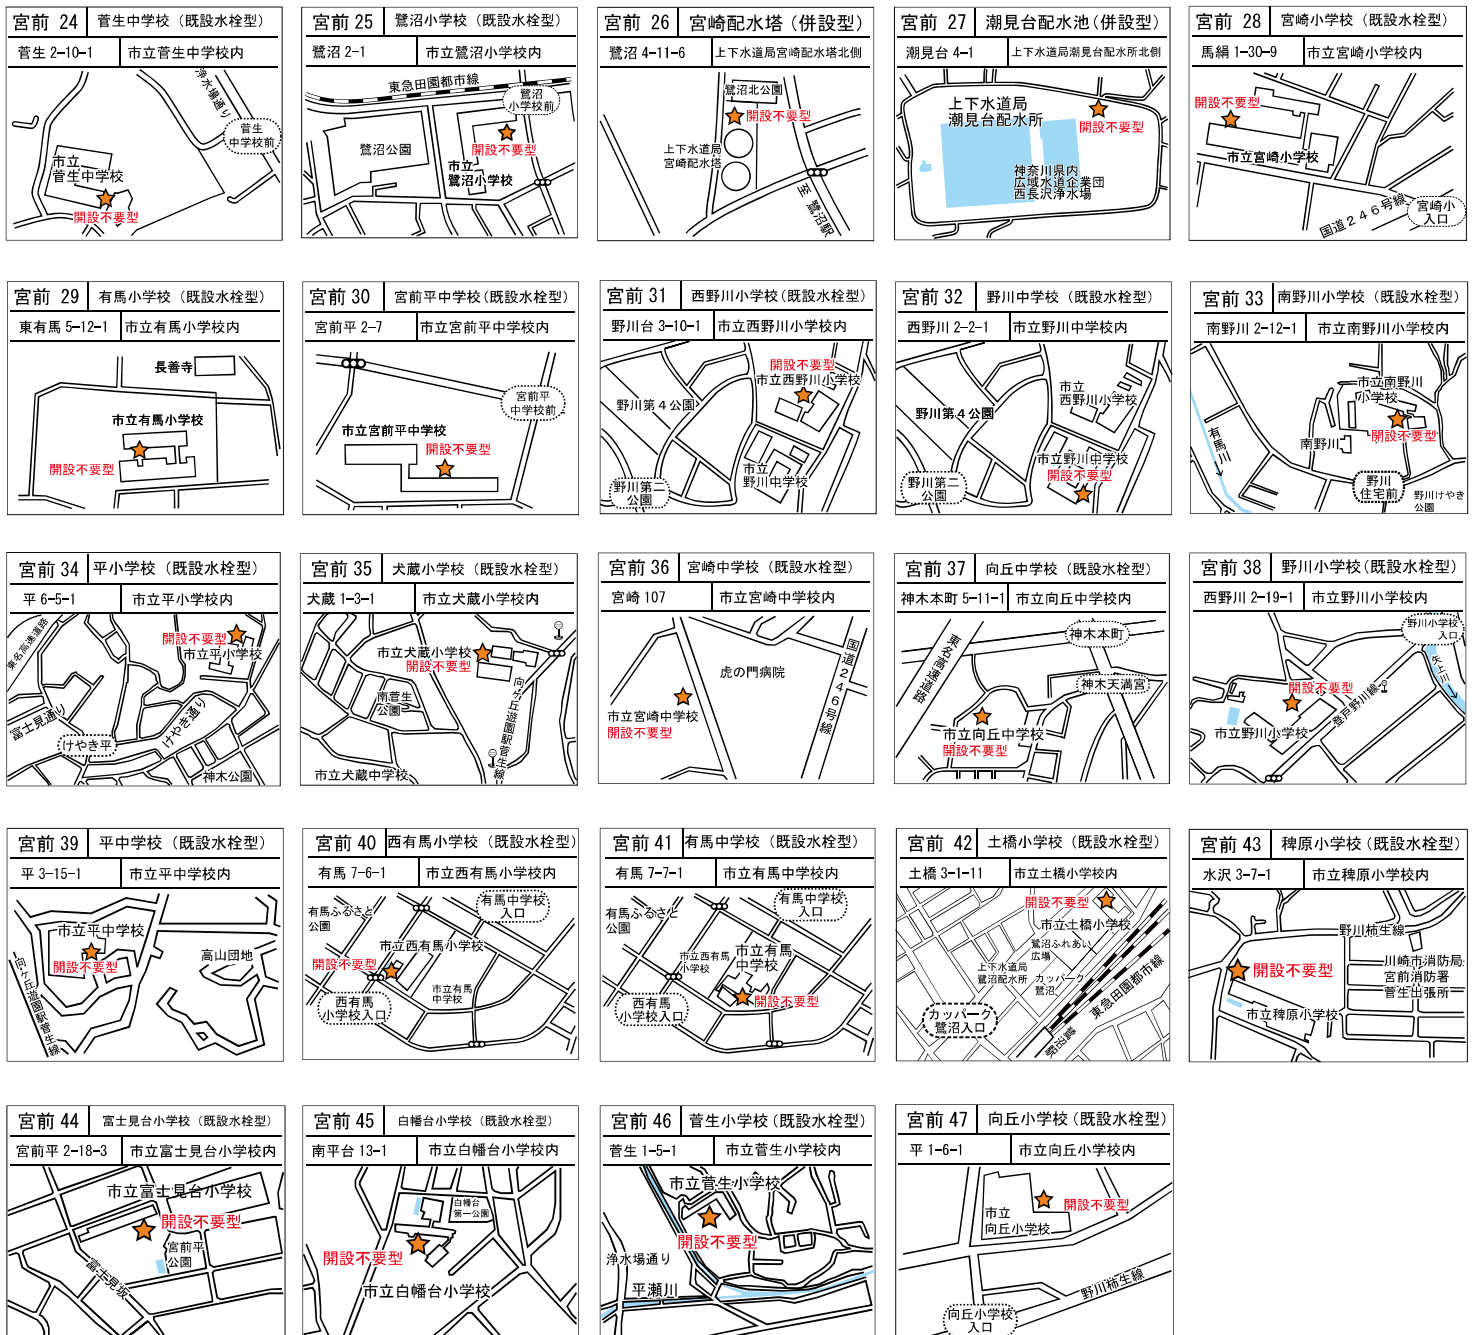 宮前 24 菅生中学校(既設水栓型)
菅生 2-10-1 市立菅生中学校内
浄水場通り
菅生
中学校前
市立
菅生中学校
開設不要型
宮前 25 鷺沼小学校(既設水栓型)
鷺沼 2-1 市立鷺沼小学校内
東急田園都市線
鷺沼
小学校前
開設不要型
鷺沼公園
市立
鷺沼小学校
宮前 26 宮崎配水塔(併設型)
鷺沼 4-11-6 上下水道局宮崎配水塔北側
鷺沼北公園
開設不要型
上下水道局
宮崎配水塔
至 鷺沼駅
宮前 27 潮見台配水池(併設型)
潮見台 4-1 上下水道局潮見台配水所北側
上下水道局
潮見台配水所
開設不要型
神奈川県内
広域水道企業団
西長沢浄水場
宮前 28 宮崎小学校(既設水栓型)
馬絹 1-30-9 市立宮崎小学校内
開設不要型
市立宮崎小学校
国道246号線
宮崎小
入口
宮前 29 有馬小学校(既設水栓型)
東有馬 5-12-1 市立有馬小学校内
長善寺
市立有馬小学校
開設不要型
宮前 30 宮前平中学校(既設水栓型)
宮前平 2-7 市立宮前平中学校内
宮前平
中学校前
市立宮前平中学校
開設不要型
宮前 31 西野川小学校(既設水栓型)
野川台 3-10-1 市立西野川小学校内
開設不要型
市立西野川小学校
野川第4公園
市立
野川中学校
野川第二
公園
宮前 32 野川中学校(既設水栓型)
西野川 2-2-1 市立野川中学校内
市立
西野川小学校
野川第4公園
市立野川中学校
開設不要型
野川第二
公園
宮前 33 南野川小学校(既設水栓型)
南野川 2-12-1 市立南野川小学校内
市立南野川
小学校
開設不要型
有馬川
南野川
野川
住宅前
野川けやき
公園
宮前 34 平小学校(既設水栓型)
平 6-5-1 市立平小学校内
東名高速道路
開設不要型
市立平小学校
富士見通り
けやき平
けやき通り
神木公園
宮前 35 犬蔵小学校(既設水栓型)
犬蔵 1-3-1 市立犬蔵小学校内
市立犬蔵小学校
開設不要型
南菅生
公園
向ケ丘遊園駅菅生線
市立犬蔵中学校
宮前 36 宮崎中学校(既設水栓型)
宮崎 107 市立宮崎中学校内
虎の門病院
国道246号線
市立宮崎中学校
開設不要型
宮前 37 向丘中学校(既設水栓型)
神木本町 5-11-1 市立向丘中学校内
東名高速道路
神木本町
神木天満宮
市立向丘中学校
開設不要型
宮前 38 野川小学校(既設水栓型)
西野川 2-19-1 市立野川小学校内
野川小学校
入口
矢上川
開設不要型
登戸野川線
市立野川小学校
宮前 39 平中学校(既設水栓型)
平 3-15-1 市立平中学校内
市立平中学校
開設不要型
高山団地
向ケ丘遊園駅菅生線
宮前 40 西有馬小学校(既設水栓型)
有馬 7-6-1 市立西有馬小学校内
有馬ふるさと
公園
有馬中学校
入口
市立西有馬小学校
開設不要型
市立有馬
中学校
西有馬
小学校入口
宮前 41 有馬中学校(既設水栓型)
有馬 7-7-1 市立有馬中学校内
有馬ふるさと
公園
有馬中学校
入口
市立西有馬
小学校
市立有馬
中学校
開設不要型
西有馬
小学校入口
宮前 42 土橋小学校(既設水栓型)
土橋 3-1-11 市立土橋小学校内
開設不要型
市立土橋小学校
鷺沼ふれあい
広場
上下水道局
鷺沼配水所
カッパーク
鷺沼
カッパーク
鷺沼入口
東急田園都市線
鷺沼駅
宮前 43 稗原小学校(既設水栓型)
水沢 3-7-1 市立稗原小学校内
野川柿生線
開設不要型
川崎市消防局
宮前消防署
菅生出張所
市立稗原小学校
宮前 44 富士見台小学校(既設水栓型)
宮前平 2-18-3 市立富士見台小学校内
市立富士見台小学校
開設不要型
宮前平
公園
富士見坂
宮前 45 白幡台小学校(既設水栓型)
南平台 13-1 市立白幡台小学校内
白幡台
第一公園
開設不要型
市立白幡台小学校
宮前 46 菅生小学校(既設水栓型)
菅生 1-5-1 市立菅生小学校内
市立菅生小学校
開設不要型
浄水場通り
平瀬川
宮前 47 向丘小学校(既設水栓型)
平 1-6-1 市立向丘小学校内
開設不要型
市立
向丘小学校
野川柿生線
向丘小学校
入口